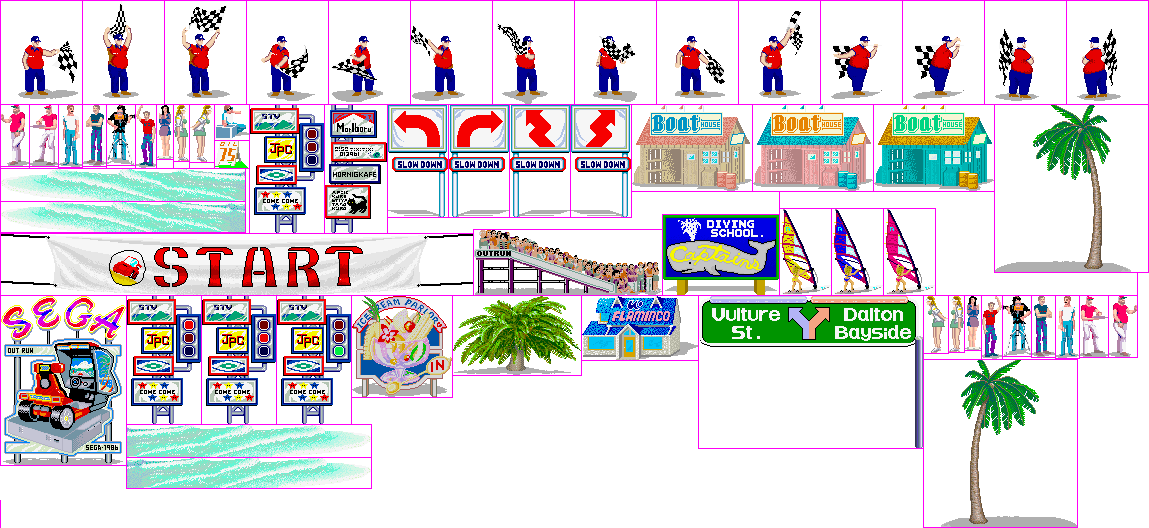 STV
JPC
COME COME
Marlboro
HORNIGKAFE
SLOW DOWN
SLOW DOWN
SLOW DOWN
SLOW DOWN
Boat HOUSE
Boat HOUSE
Boat HOUSE
OIL
START
OUTRUN
DIVING
SCHOOL.
Captains
SEGA
OUT RUN
SEGA·1986
STV
JPC
COME COME
STV
JPC
COME COME
STV
JPC
COME COME
ICE CREAM PARLOR
IN
FLAMINGO
Vulture
St.
Dalton
Bayside